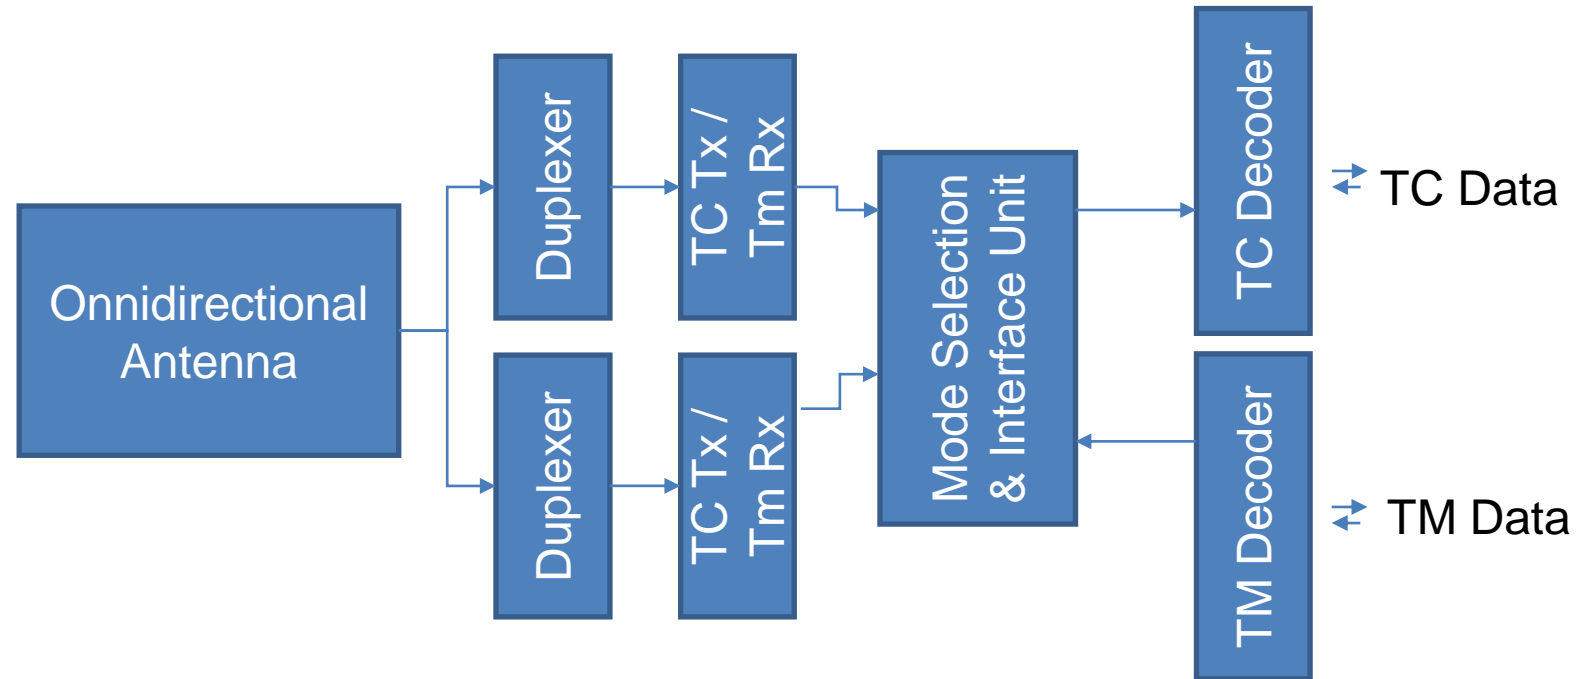 Onnidirectional
Antenna
Duplexer
TC Tx /
Tm Rx
Duplexer
TC Tx /
Tm Rx
Mode Selection
& Interface Unit
TC Decoder
TC Data
TM Decoder
TM Data